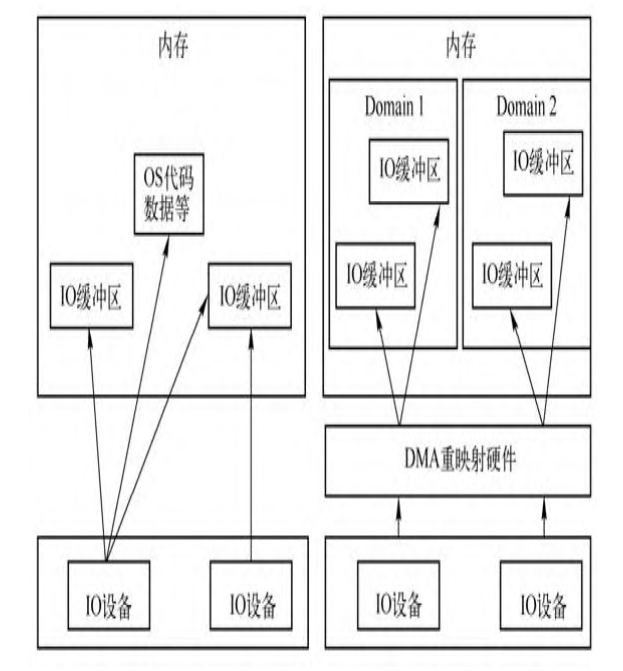 内存
OS代码
数据等
IO缓冲区
IO缓冲区
IO设备
IO设备
内存
Domain 1
Domain 2
IO缓冲区
IO缓冲区
IO缓冲区
IO缓冲区
DMA重映射硬件
IO设备
IO设备